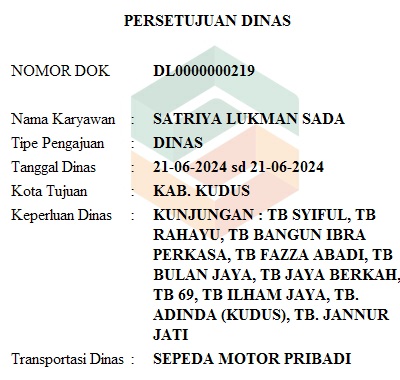 PERSETUJUAN DINAS
NOMOR DOK DL0000000219
Nama Karyawan : SATRIYA LUKMAN SADA
Tipe Pengajuan : DINAS
Tanggal Dinas : 21-06-2024 sd 21-06-2024
Kota Tujuan : KAB. KUDUS
Keperluan Dinas : KUNJUNGAN : TB SYIFUL, TB
RAHAYU, TB BANGUN IBRA
PERKASA, TB FAZZA ABADI, TB
BULAN JAYA, TB JAYA BERKAH,
TB 69, TB ILHAM JAYA, TB.
ADINDA (KUDUS), TB. JANNUR
JATI
Transportasi Dinas : SEPEDA MOTOR PRIBADI